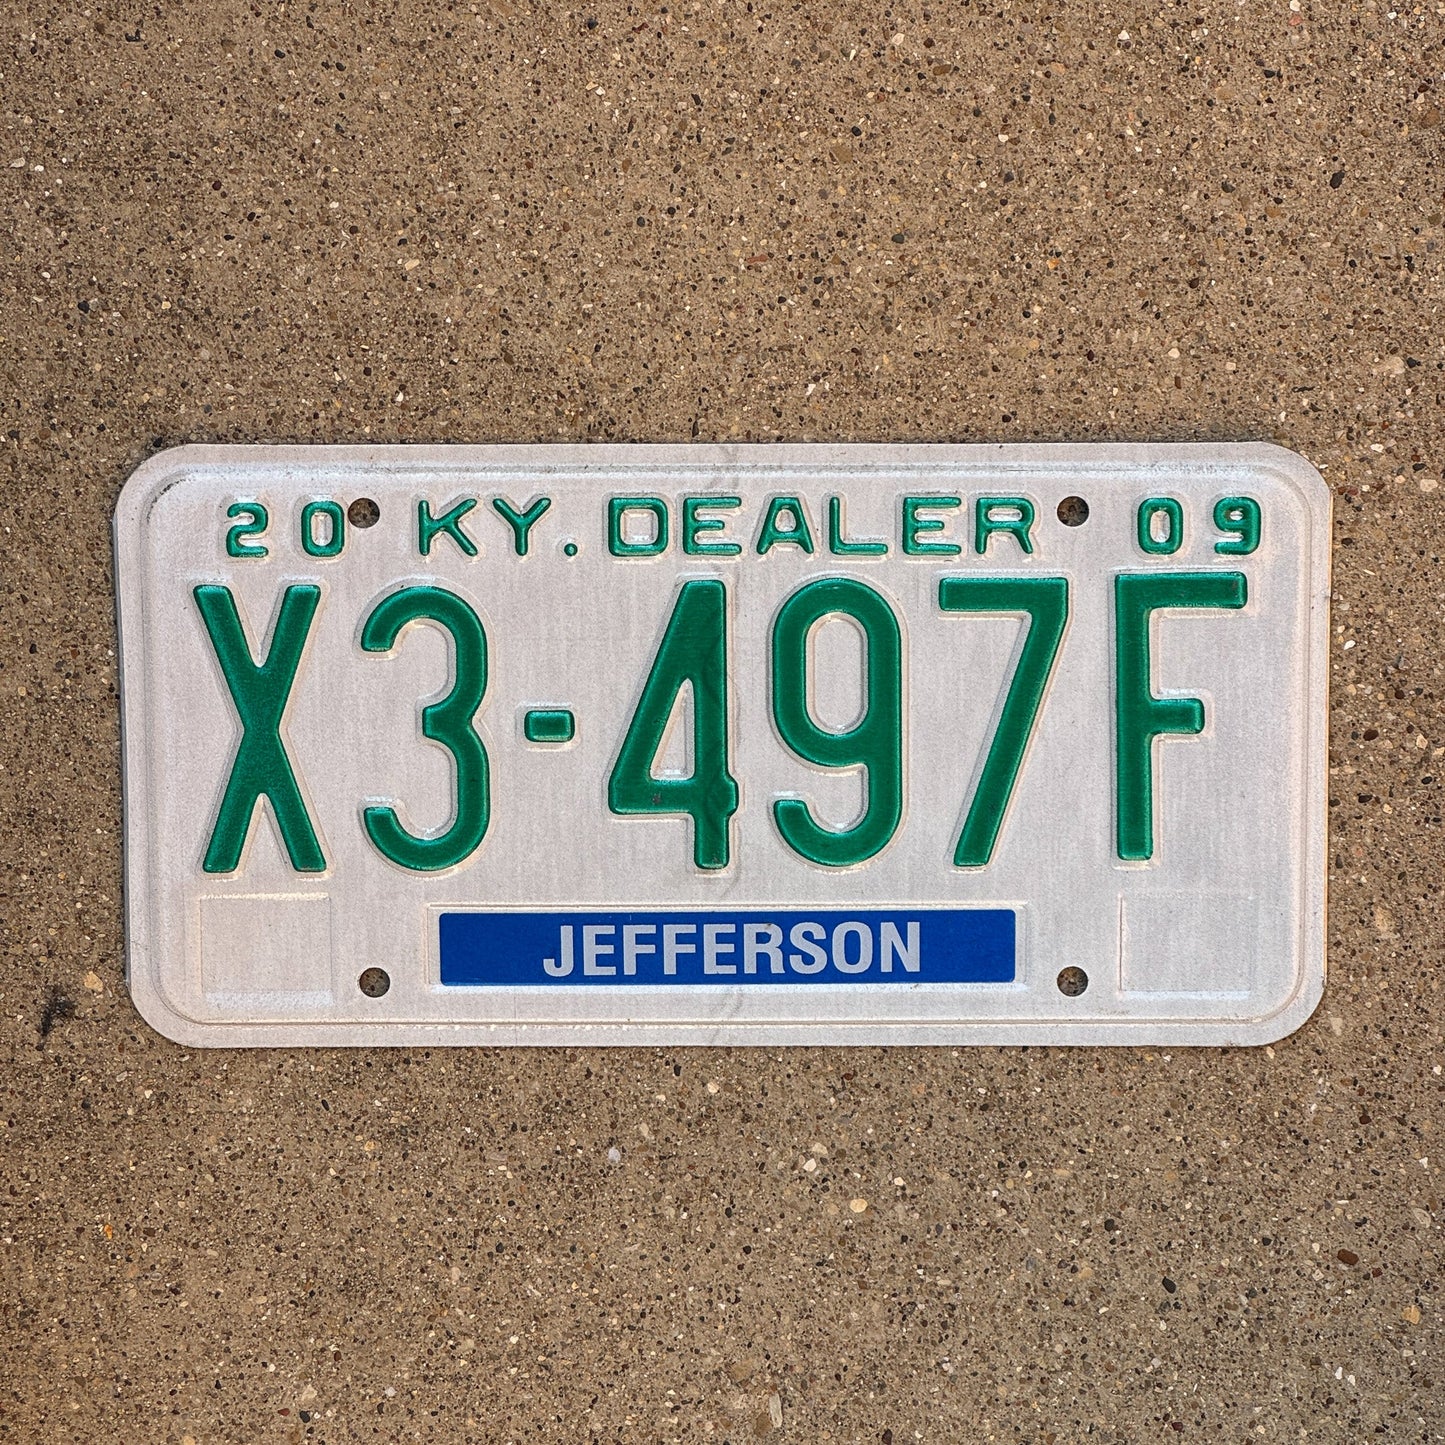 20 KY. DEALER 09
X3-497F
JEFFERSON